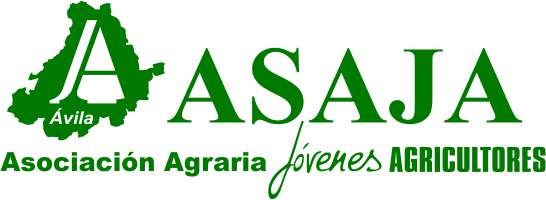 A
Ávila
ASAJA
Asociación Agraria Jóvenes AGRICULTORES